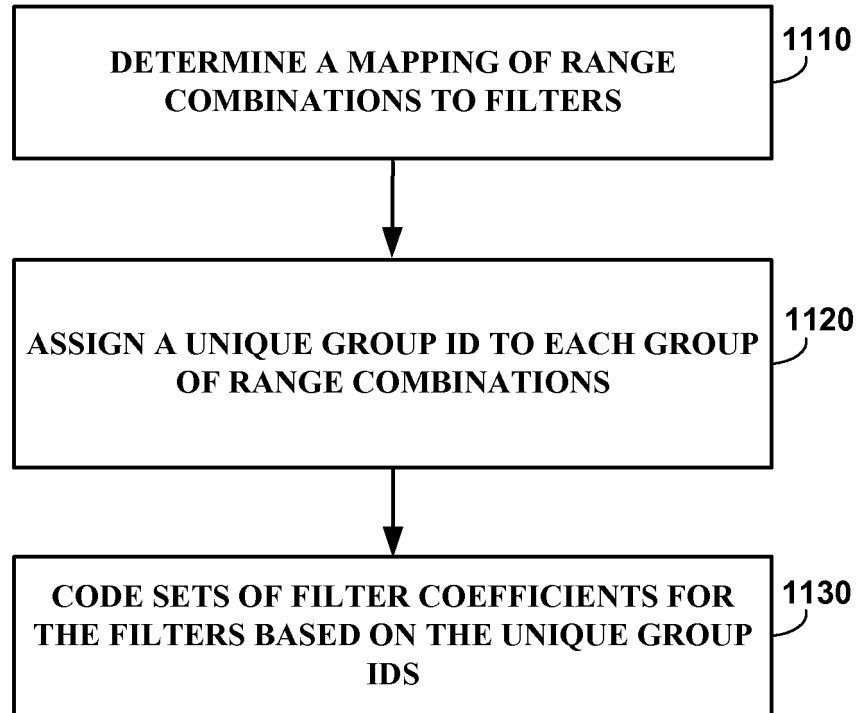 DETERMINE A MAPPING OF RANGE
COMBINATIONS TO FILTERS
1110
ASSIGN A UNIQUE GROUP ID TO EACH GROUP
OF RANGE COMBINATIONS
1120
CODE SETS OF FILTER COEFFICIENTS FOR
THE FILTERS BASED ON THE UNIQUE GROUP
IDS
1130